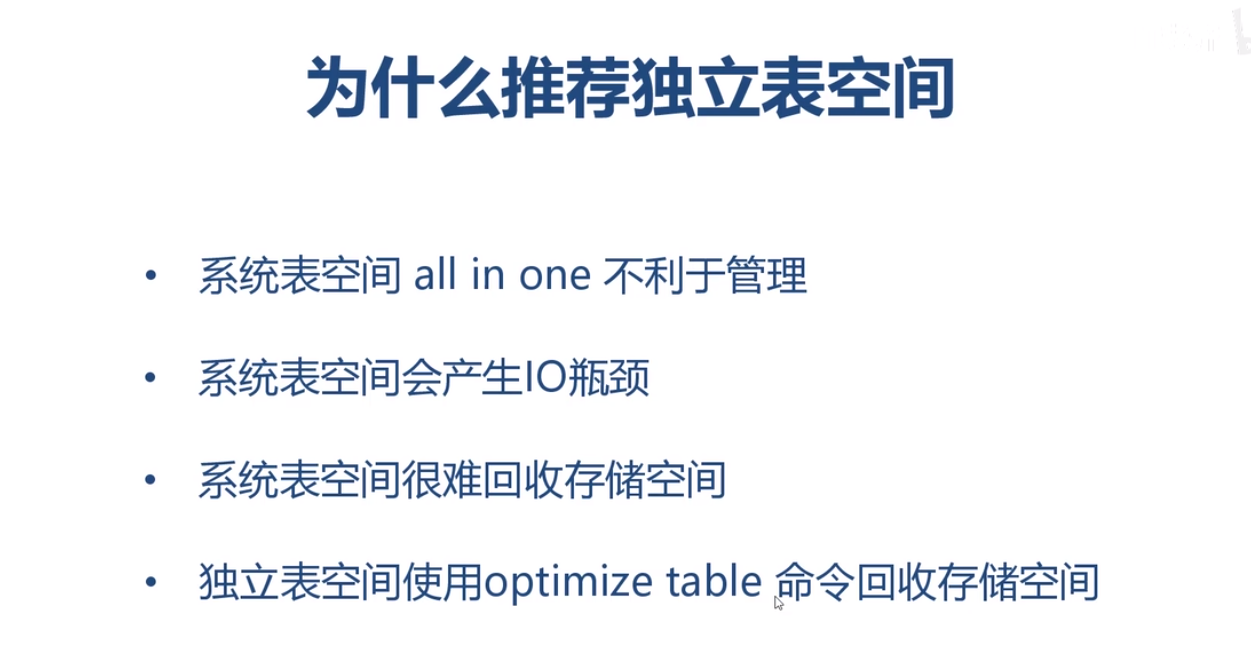 为什么推荐独立表空间
• 系统表空间 all in one 不利于管理
• 系统表空间会产生IO瓶颈
• 系统表空间很难回收存储空间
• 独立表空间使用optimize table 命令回收存储空间